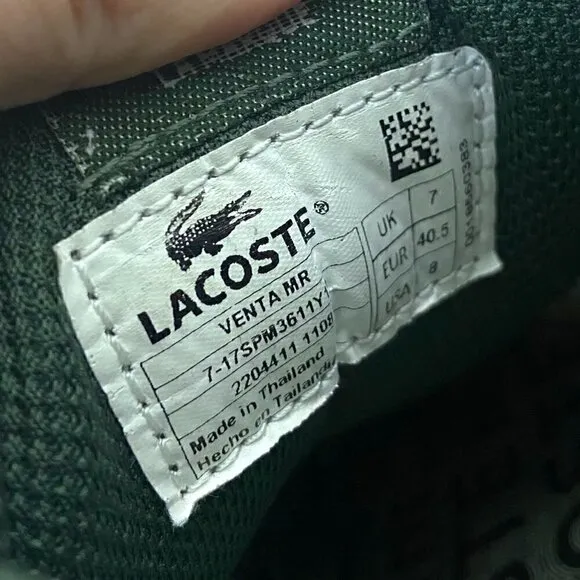 LACOSTE®
VENTA MR
7-17SPM3611Y
2204411 1108
Made in Thailand
Hecho en Tailandia
UK 7
EUR 40.5
USA 8